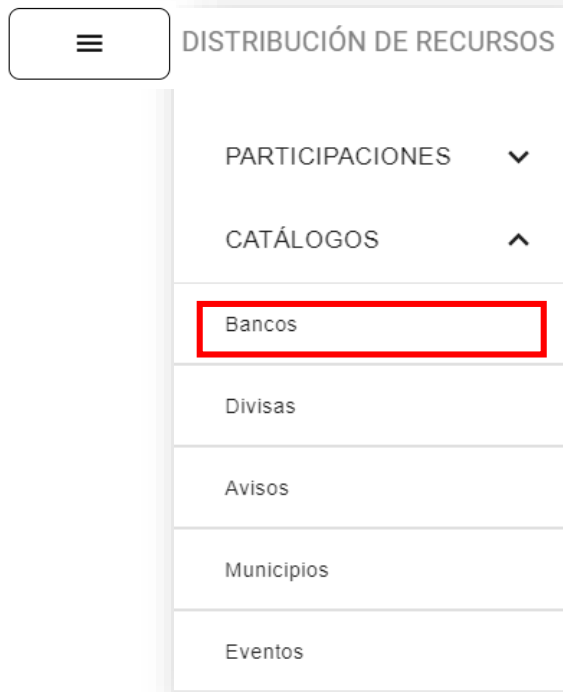 DISTRIBUCIÓN DE RECURSOS
PARTICIPACIONES
CATÁLOGOS
Bancos
Divisas
Avisos
Municipios
Eventos